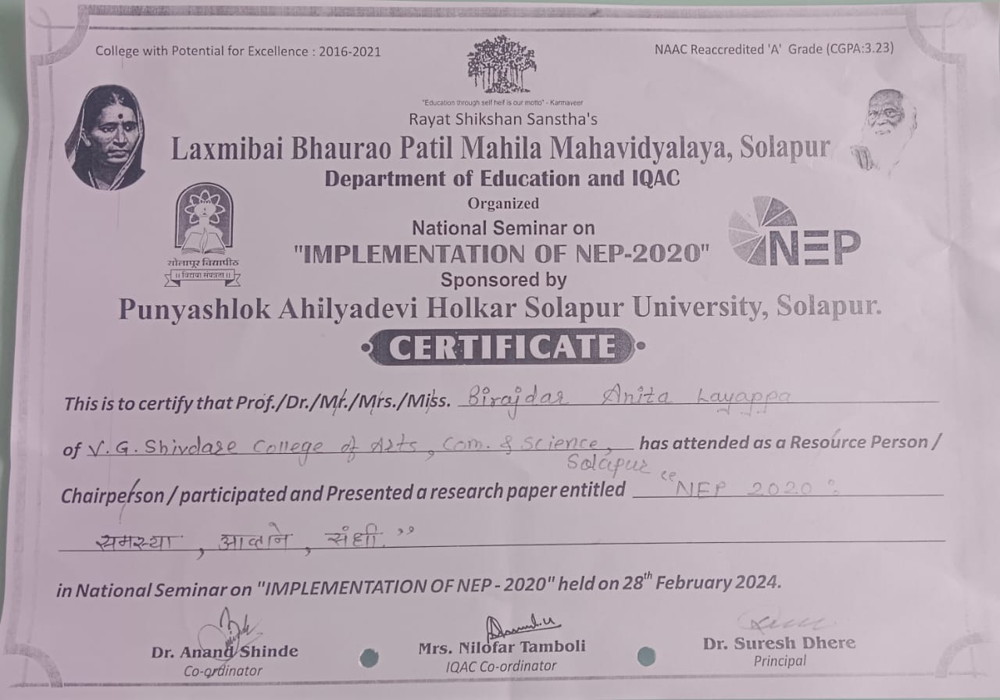 College with Potential for Excellence : 2016-2021
NAAC Reaccredited 'A' Grade (CGPA:3.23)
"Education through self helf is our motto" - Karmaveer
Rayat Shikshan Sanstha's
Laxmibai Bhaurao Patil Mahila Mahavidyalaya, Solapur
Department of Education and IQAC
Organized
National Seminar on
"IMPLEMENTATION OF NEP-2020"
सोलापूर विद्यापीठ
।। विद्यया संपन्नता ।।
NEP
Sponsored by
Punyashlok Ahilyadevi Holkar Solapur University, Solapur.
CERTIFICATE
This is to certify that Prof./Dr./Mr./Mrs./Miss. Birajdar Anita Layappa
of V.G. Shivdare College of Arts, Com. & Science, has attended as a Resource Person /
Solapur
Chairperson / participated and Presented a research paper entitled "NEP 2020 :
समस्या, आव्हाने, संधी."
in National Seminar on "IMPLEMENTATION OF NEP - 2020" held on 28th February 2024.
Dr. Anand Shinde
Co-ordinator
Mrs. Nilofar Tamboli
IQAC Co-ordinator
Dr. Suresh Dhere
Principal